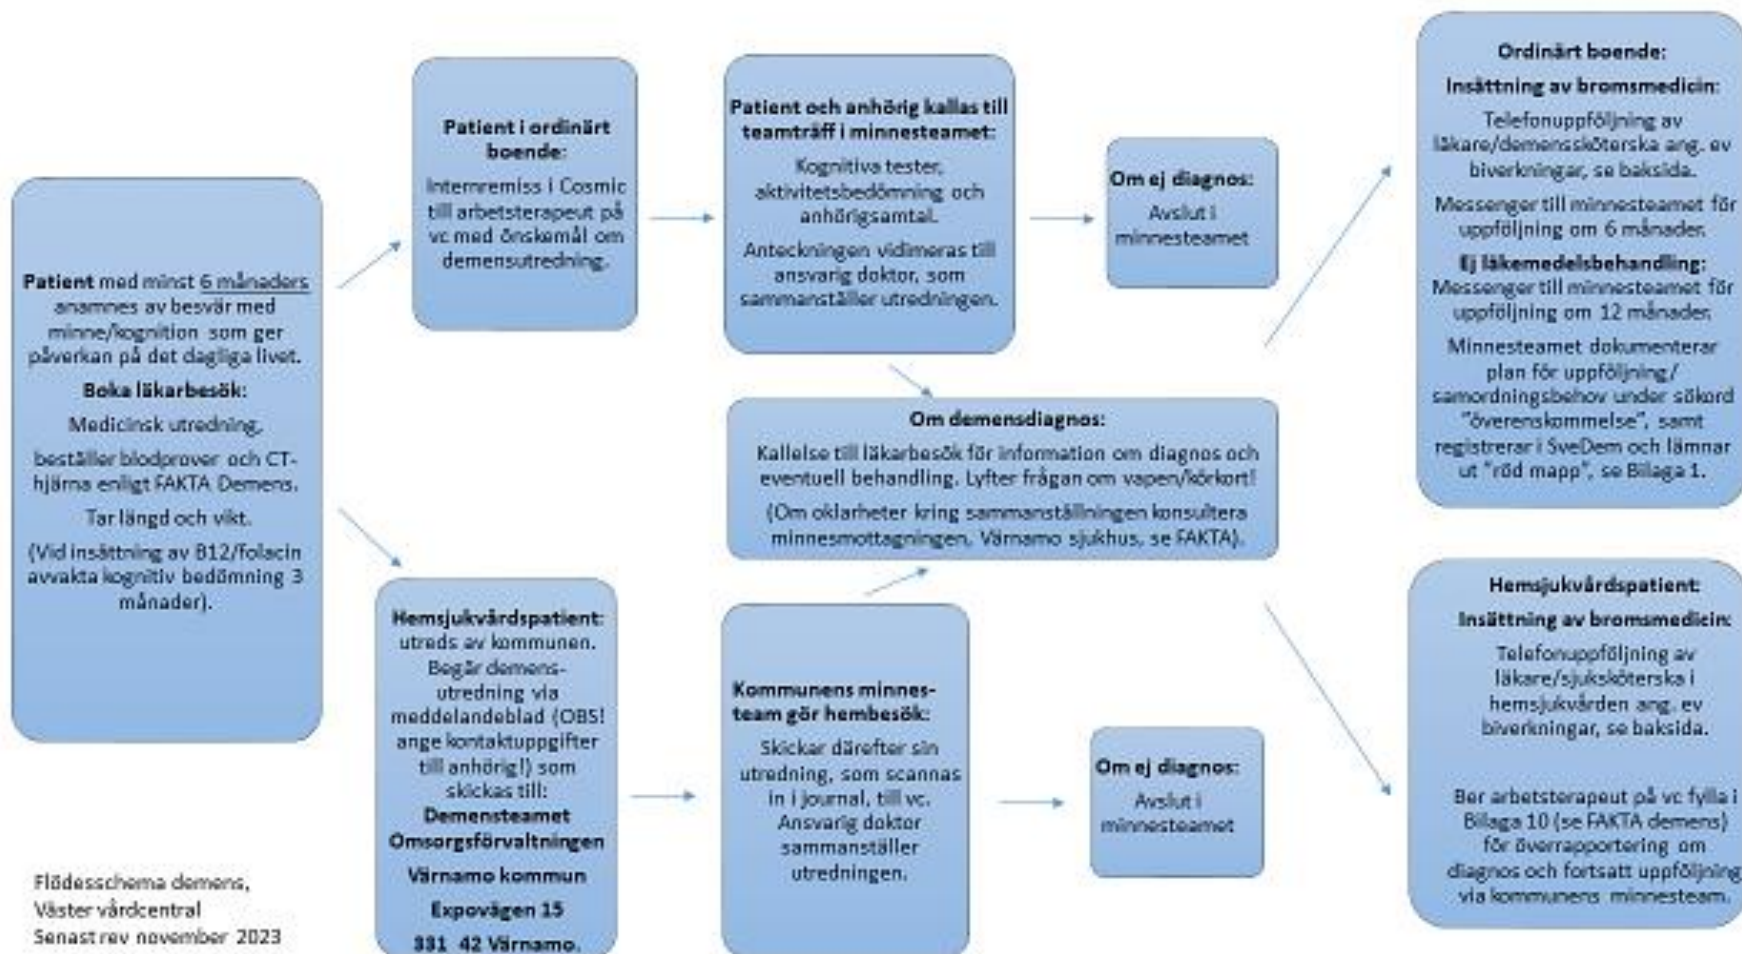 Patient med minst 6 månaders
anamnes av besvär med
minne/kognition som ger
påverkan på det dagliga livet.
Boka läkarbesök:
Medicinsk utredning,
beställer blodprover och CT-
hjärna enligt FAKTA Demens.
Tar längd och vikt.
(Vid insättning av B12/folacin
avvakta kognitiv bedömning 3
månader).
Patient i ordinärt
boende:
Internremiss i Cosmic
till arbetsterapeut på
vc med önskemål om
demensutredning.
Patient och anhörig kallas till
teamträff i minnesteamet:
Kognitiva tester,
aktivitetsbedömning och
anhörigsamtal.
Anteckningen vidimeras till
ansvarig doktor, som
sammanställer utredningen.
Om ej diagnos:
Avslut i
minnesteamet
Om demensdiagnos:
Kallelse till läkarbesök för information om diagnos och
eventuell behandling. Lyfter frågan om vapen/körkort!
(Om oklarheter kring sammanställningen konsultera
minnesmottagningen, Värnamo sjukhus, se FAKTA).
Ordinärt boende:
Insättning av bromsmedicin:
Telefonuppföljning av
läkare/demenssköterska ang. ev
biverkningar, se baksida.
Messenger till minnesteamet för
uppföljning om 6 månader.
Ej läkemedelsbehandling:
Messenger till minnesteamet för
uppföljning om 12 månader.
Minnesteamet dokumenterar
plan för uppföljning/
samordningsbehov under sökord
"överenskommelse", samt
registrerar i SveDem och lämnar
ut "röd mapp", se Bilaga 1.
Hemsjukvårdspatient:
utreds av kommunen.
Begär demens-
utredning via
meddelandeblad (OBS!
ange kontaktuppgifter
till anhörig!) som
skickas till:
Demensteamet
Omsorgsförvaltningen
Värnamo kommun
Expovägen 15
331 42 Värnamo.
Kommunens minnes-
team gör hembesök:
Skickar därefter sin
utredning, som scannas
in i journal, till vc.
Ansvarig doktor
sammanställer
utredningen.
Om ej diagnos:
Avslut i
minnesteamet
Hemsjukvårdspatient:
Insättning av bromsmedicin:
Telefonuppföljning av
läkare/sjuksköterska i
hemsjukvården ang. ev
biverkningar, se baksida.
Ber arbetsterapeut på vc fylla i
Bilaga 10 (se FAKTA demens)
för överrapportering om
diagnos och fortsatt uppföljning
via kommunens minnesteam.
Flödesschema demens,
Väster vårdcentral
Senast rev november 2023